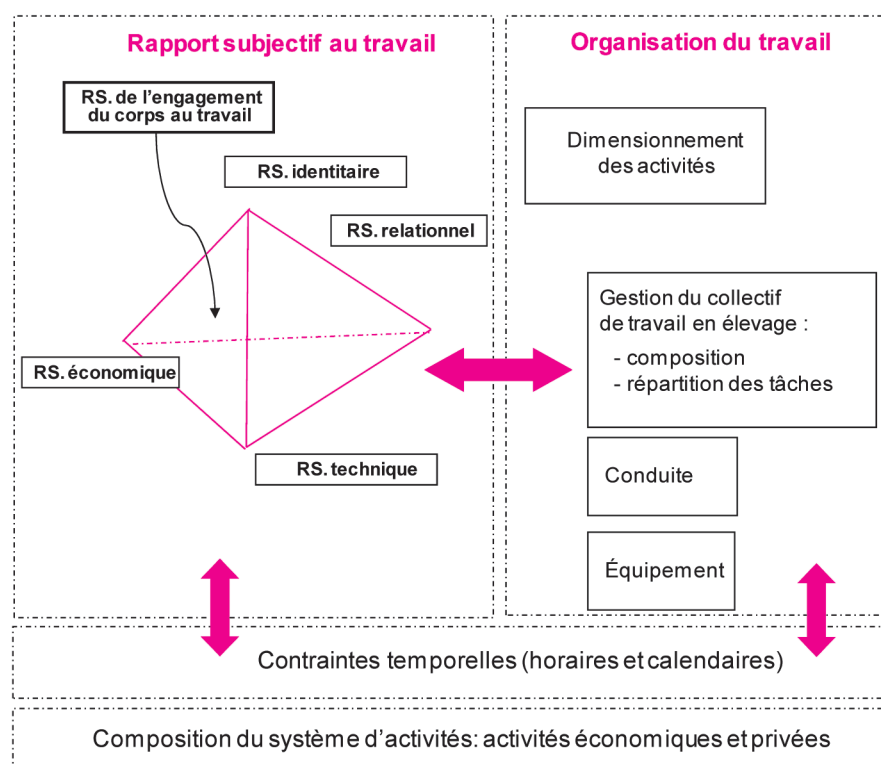 Rapport subjectif au travail
RS. de l'engagement
du corps au travail
RS. identitaire
RS. relationnel
RS. économique
RS. technique
Organisation du travail
Dimensionnement
des activités
Gestion du collectif
de travail en élevage :
- composition
- répartition des tâches
Conduite
Équipement
Contraintes temporelles (horaires et calendaires)
Composition du système d'activités: activités économiques et privées